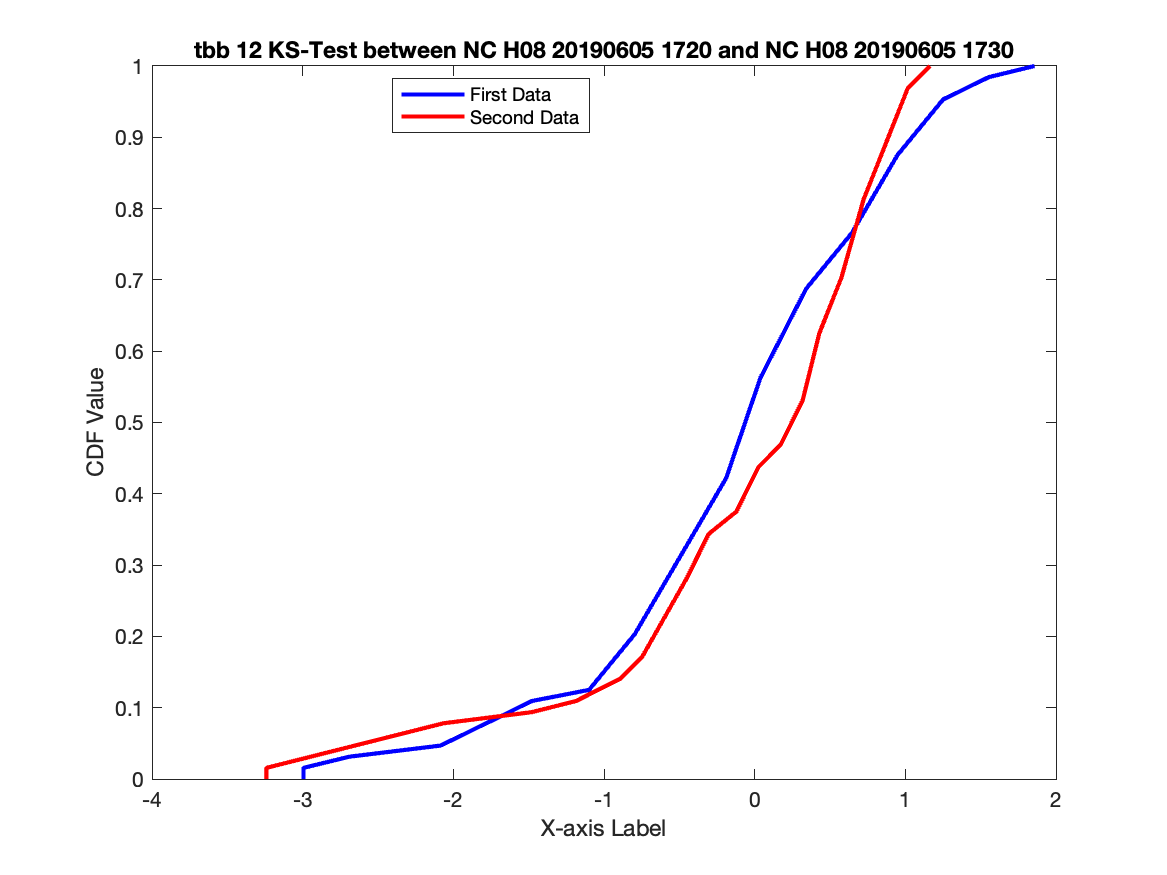 tbb 12 KS-Test between NC H08 20190605 1720 and NC H08 20190605 1730
First Data
Second Data
1
0.9
0.8
0.7
0.6
0.5
0.4
0.3
0.2
0.1
0
CDF Value
-4 -3 -2 -1 0 1 2
X-axis Label